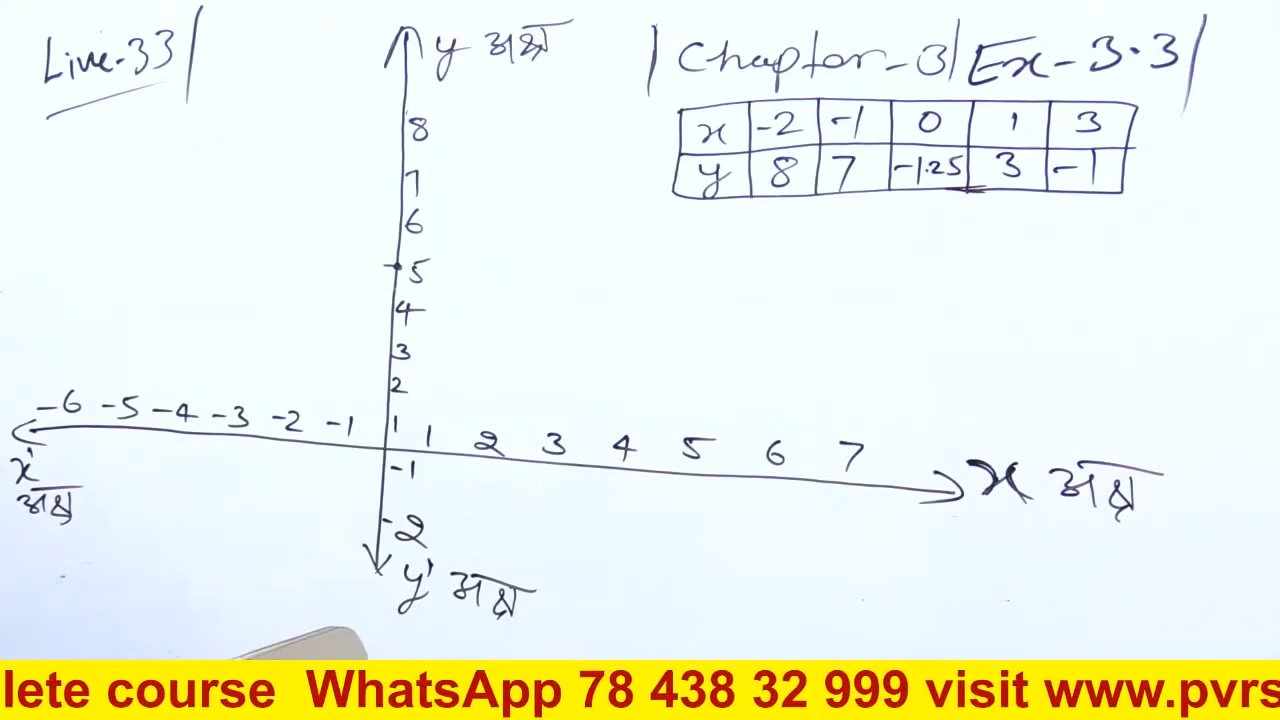 Live-33
y अक्ष
Chapter-3 Ex-3.3
x -2 -1 0 1 3
y 8 7 -1.25 3 -1
8
7
6
5
4
3
2
1
-6 -5 -4 -3 -2 -1
1 2 3 4 5 6 7
x' अक्ष
x अक्ष
-1
-2
y' अक्ष
lete course WhatsApp 78 438 32 999 visit www.pvrs